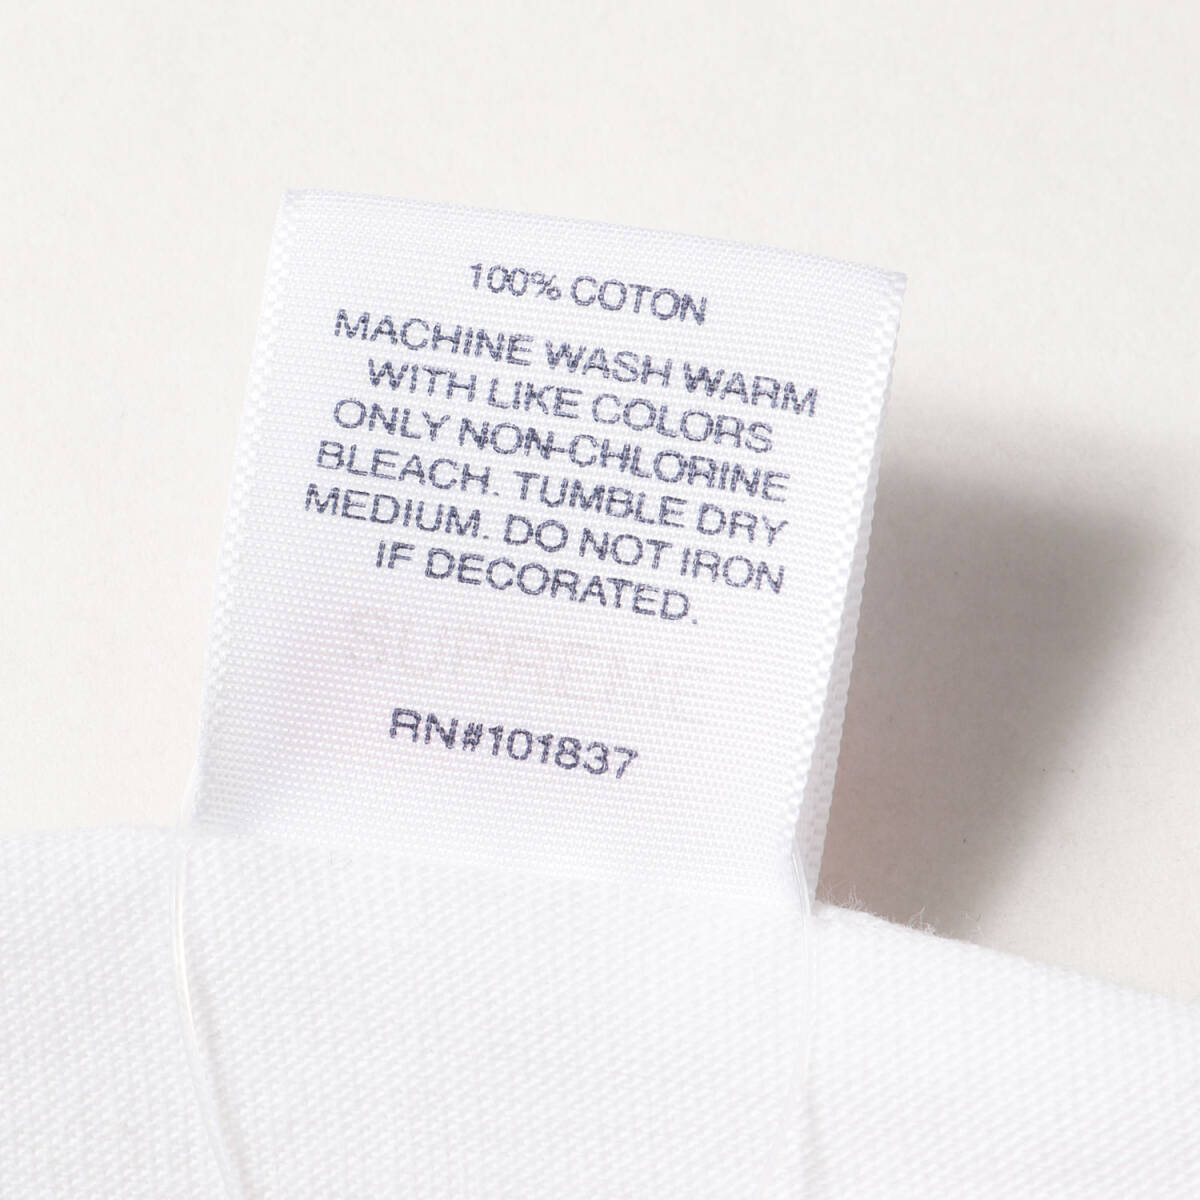 100% COTON
MACHINE WASH WARM
WITH LIKE COLORS
ONLY NON-CHLORINE
BLEACH. TUMBLE DRY
MEDIUM. DO NOT IRON
IF DECORATED.
RN#101837